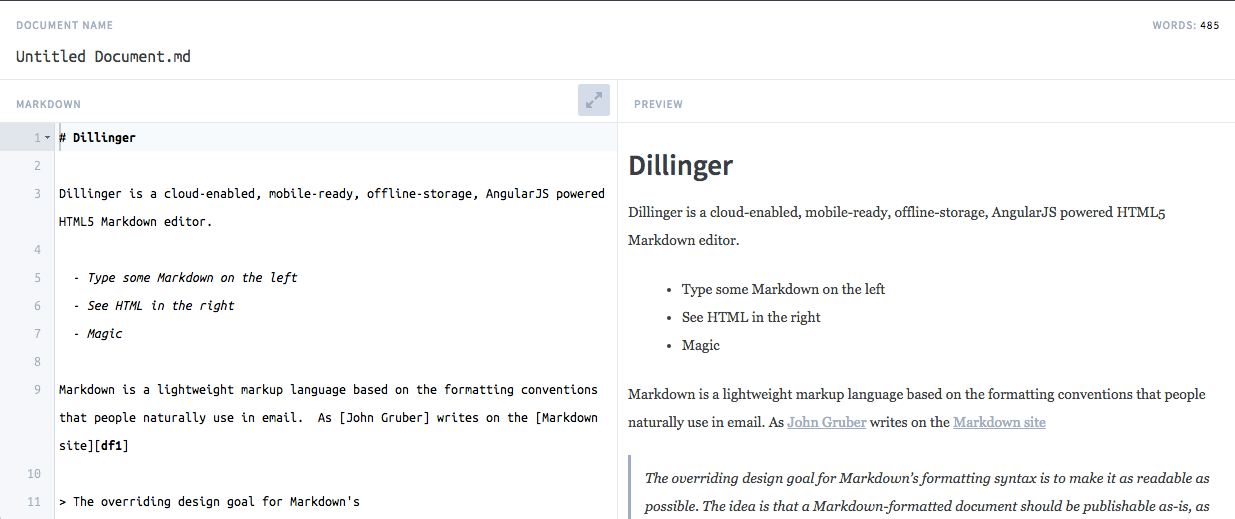 DOCUMENT NAME
WORDS: 485
Untitled Document.md
MARKDOWN
1 # Dillinger
2
3 Dillinger is a cloud-enabled, mobile-ready, offline-storage, AngularJS powered
HTML5 Markdown editor.
4
5 - Type some Markdown on the left
6 - See HTML in the right
7 - Magic
8
9 Markdown is a lightweight markup language based on the formatting conventions
that people naturally use in email.  As [John Gruber] writes on the [Markdown
site][df1]
10
11 > The overriding design goal for Markdown's
PREVIEW
Dillinger
Dillinger is a cloud-enabled, mobile-ready, offline-storage, AngularJS powered HTML5
Markdown editor.
• Type some Markdown on the left
• See HTML in the right
• Magic
Markdown is a lightweight markup language based on the formatting conventions that people
naturally use in email. As John Gruber writes on the Markdown site
The overriding design goal for Markdown’s formatting syntax is to make it as readable as
possible. The idea is that a Markdown-formatted document should be publishable as-is, as